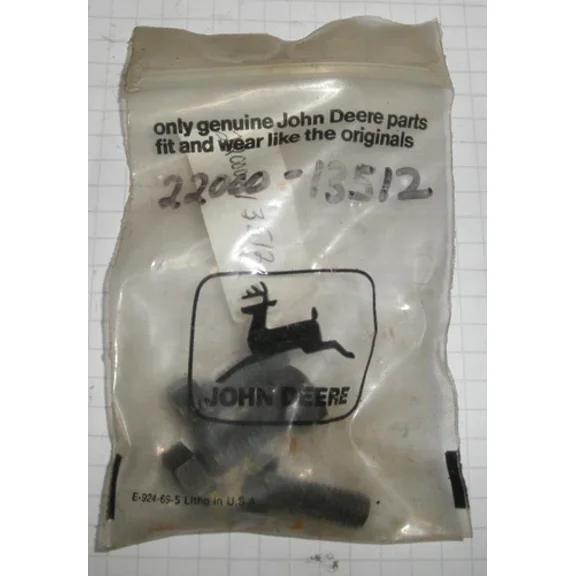 only genuine John Deere parts
fit and wear like the originals
22000-13512
JOHN DEERE
E-924-69-5 Litho in U.S.A.